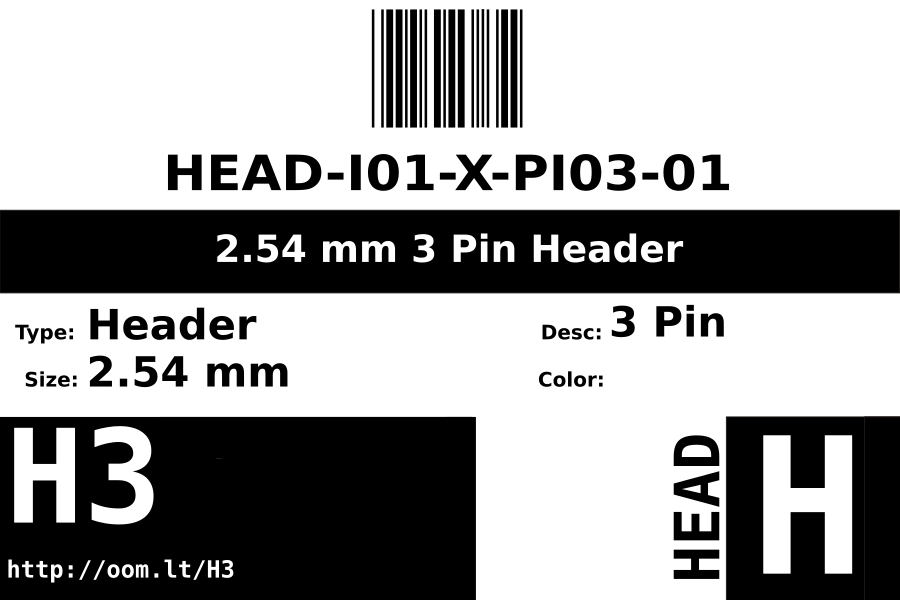 HEAD-I01-X-PI03-01
2.54 mm 3 Pin Header
Type: Header
Desc: 3 Pin
Size: 2.54 mm
Color:
H3
http://oom.lt/H3
HEAD
H